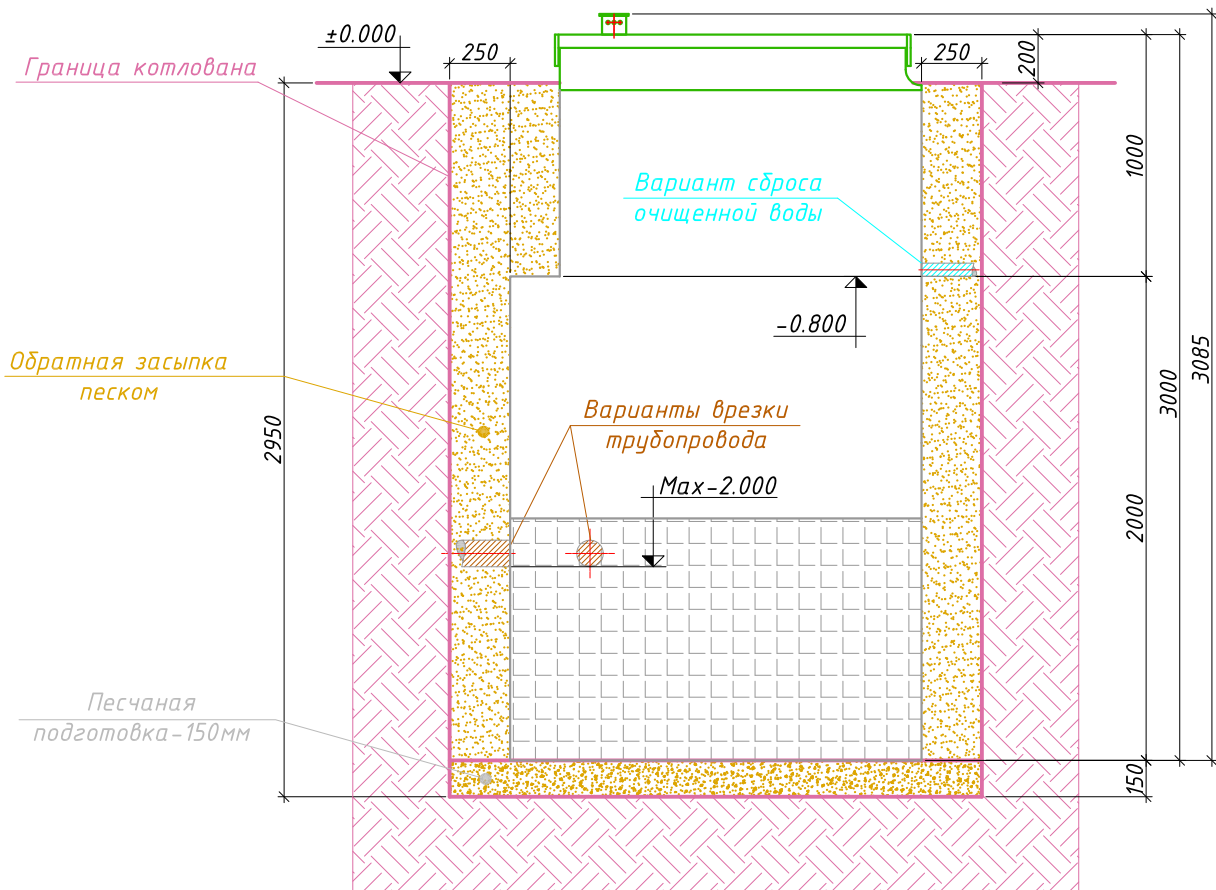 ±0.000
250
250
200
Граница котлована
1000
Вариант сброса
очищенной воды
-0.800
3085
3000
Обратная засыпка
песком
2950
Варианты врезки
трубопровода
Max-2.000
2000
Песчаная
подготовка-150мм
150